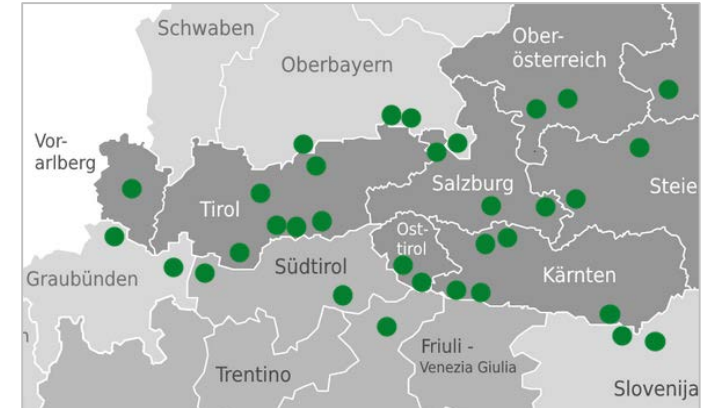 Schwaben
Ober-
österreich
Oberbayern
Vor-
arlberg
Salzburg
Steie
Tirol
Ost-
tirol
Südtirol
Kärnten
Graubünden
n
Friuli -
Venezia Giulia
Trentino
Slovenija